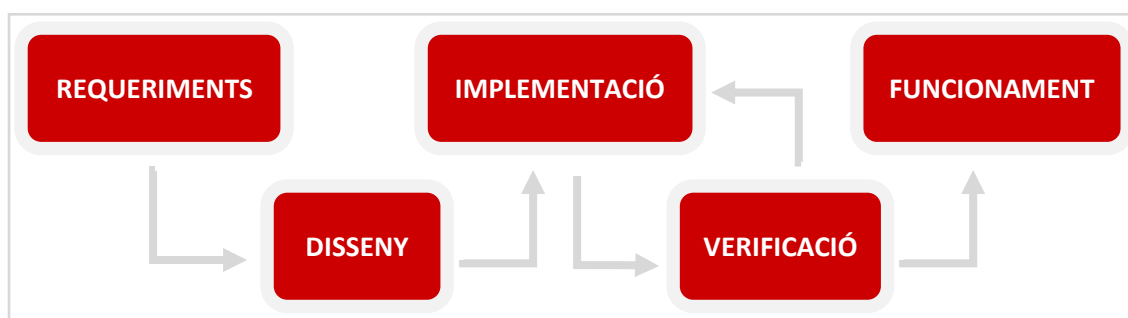 REQUERIMENTS
IMPLEMENTACIÓ
FUNCIONAMENT
DISSENY
VERIFICACIÓ